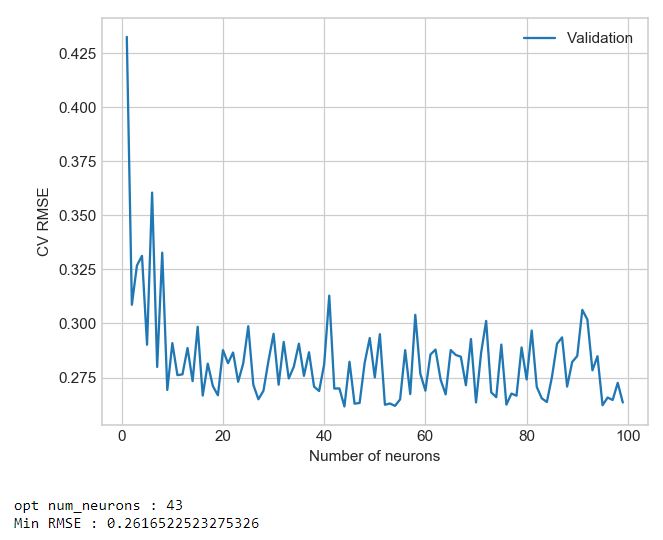 Validation
0.425
0.400
0.375
0.350
0.325
0.300
0.275
CV RMSE
0 20 40 60 80 100
Number of neurons
opt num_neurons : 43
Min RMSE : 0.2616522523275326